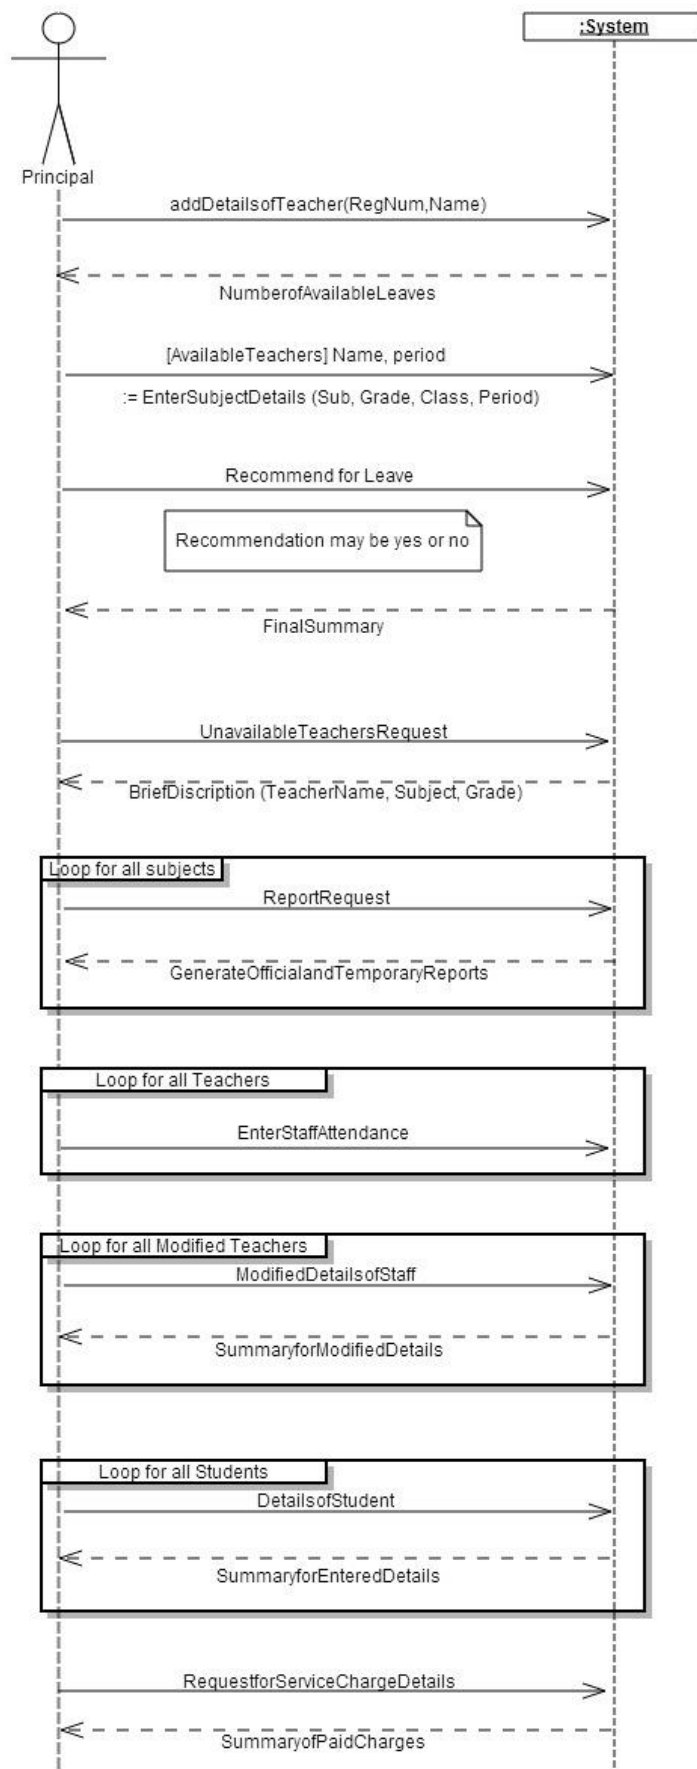 :System
Principal
addDetailsofTeacher(RegNum,Name)
NumberofAvailableLeaves
[AvailableTeachers] Name, period
:= EnterSubjectDetails (Sub, Grade, Class, Period)
Recommend for Leave
Recommendation may be yes or no
FinalSummary
UnavailableTeachersRequest
BriefDiscription (TeacherName, Subject, Grade)
Loop for all subjects
ReportRequest
GenerateOfficialandTemporaryReports
Loop for all Teachers
EnterStaffAttendance
Loop for all Modified Teachers
ModifiedDetailsofStaff
SummaryforModifiedDetails
Loop for all Students
DetailsofStudent
SummaryforEnteredDetails
RequestforServiceChargeDetails
SummaryofPaidCharges